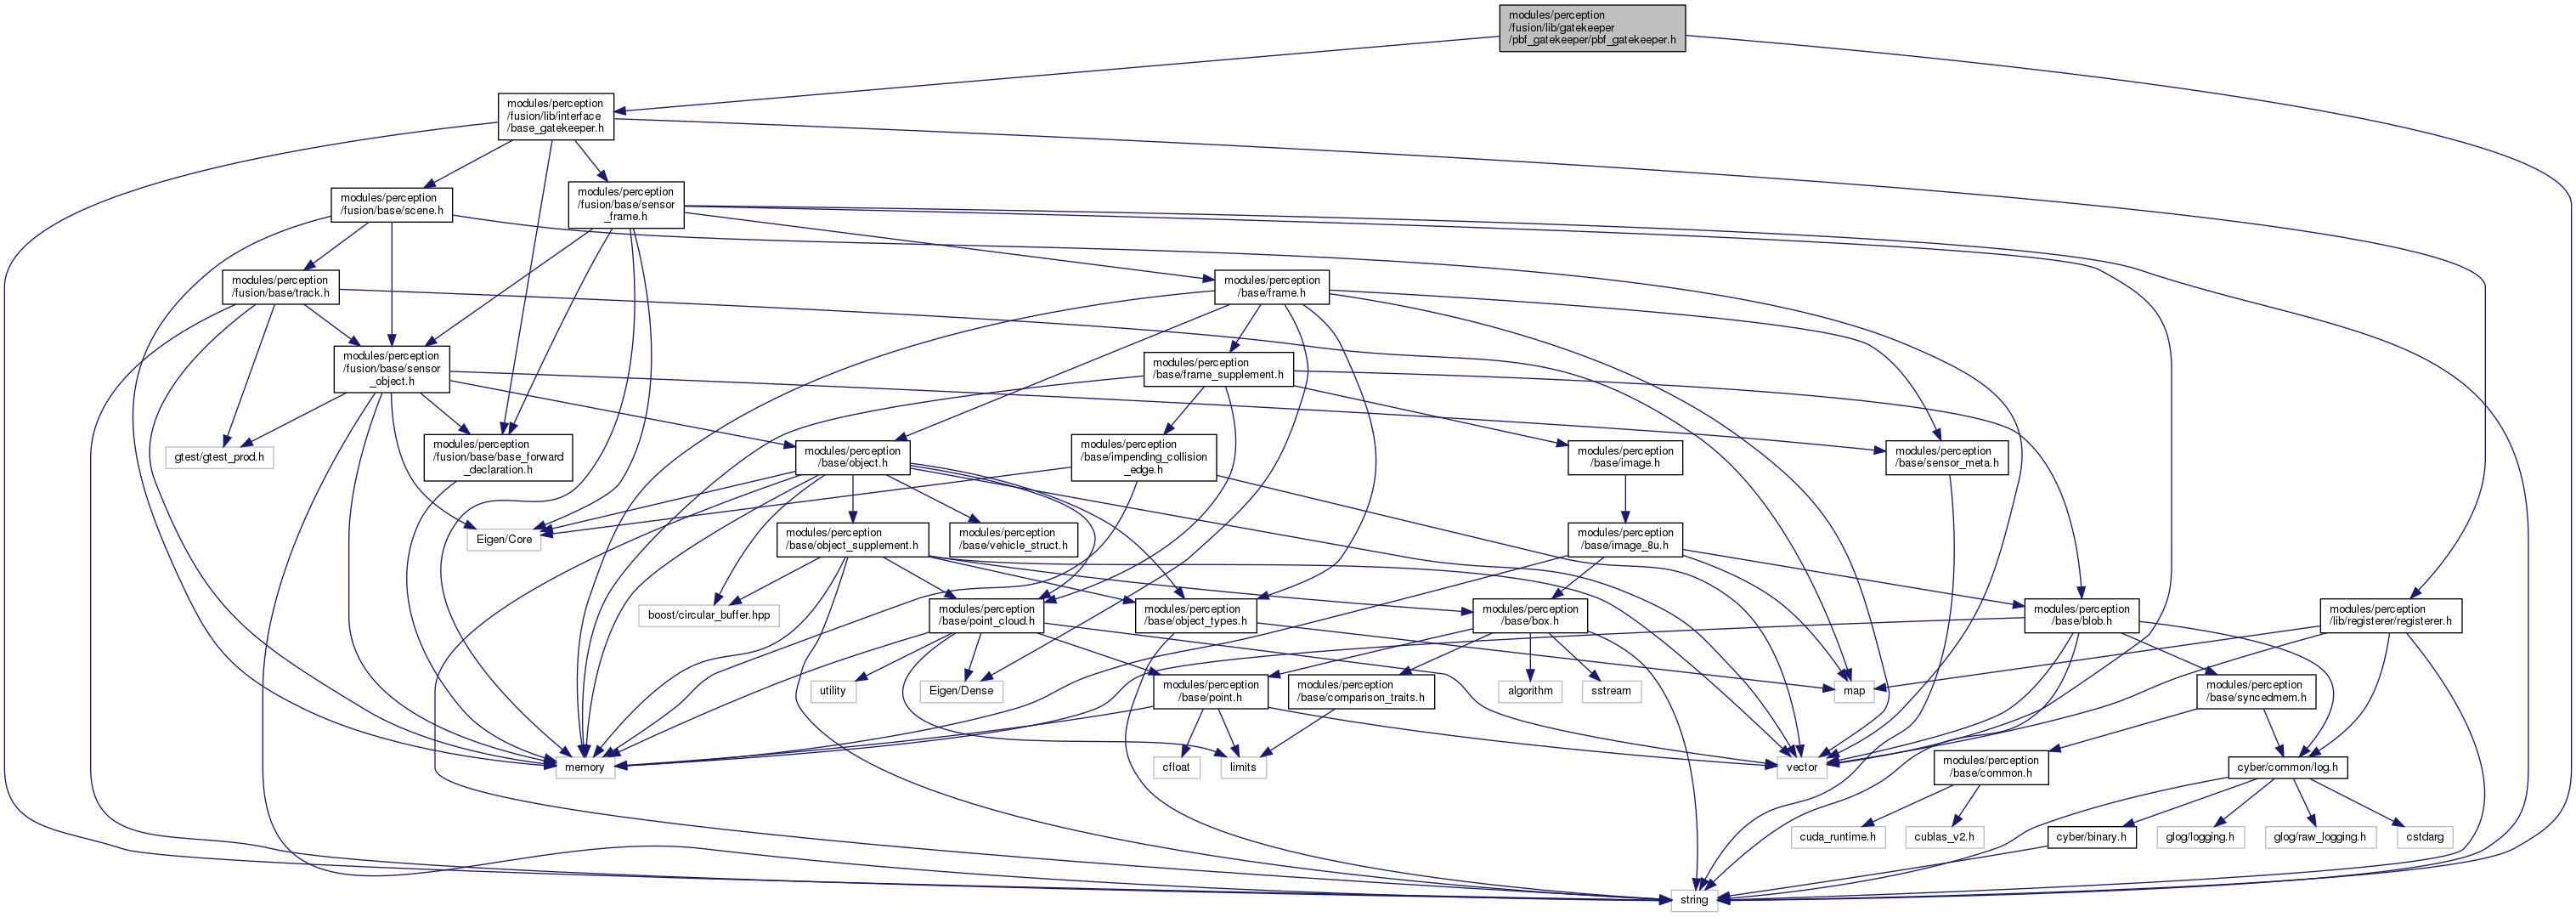 modules/perception
/fusion/lib/gatekeeper
/pbf_gatekeeper/pbf_gatekeeper.h
modules/perception
/fusion/lib/interface
/base_gatekeeper.h
modules/perception
/fusion/base/scene.h
modules/perception
/fusion/base/sensor
_frame.h
modules/perception
/fusion/base/track.h
modules/perception
/base/frame.h
modules/perception
/fusion/base/sensor
_object.h
modules/perception
/base/frame_supplement.h
gtest/gtest_prod.h
modules/perception
/fusion/base/base_forward
_declaration.h
modules/perception
/base/object.h
modules/perception
/base/impending_collision
_edge.h
modules/perception
/base/image.h
modules/perception
/base/sensor_meta.h
Eigen/Core
modules/perception
/base/object_supplement.h
modules/perception
/base/vehicle_struct.h
modules/perception
/base/image_8u.h
boost/circular_buffer.hpp
modules/perception
/base/point_cloud.h
modules/perception
/base/object_types.h
modules/perception
/base/box.h
modules/perception
/base/blob.h
modules/perception
/lib/registerer/registerer.h
utility
Eigen/Dense
modules/perception
/base/point.h
modules/perception
/base/comparison_traits.h
algorithm
sstream
map
modules/perception
/base/syncedmem.h
memory
cfloat
limits
vector
modules/perception
/base/common.h
cyber/common/log.h
cuda_runtime.h
cublas_v2.h
cyber/binary.h
glog/logging.h
glog/raw_logging.h
cstdarg
string